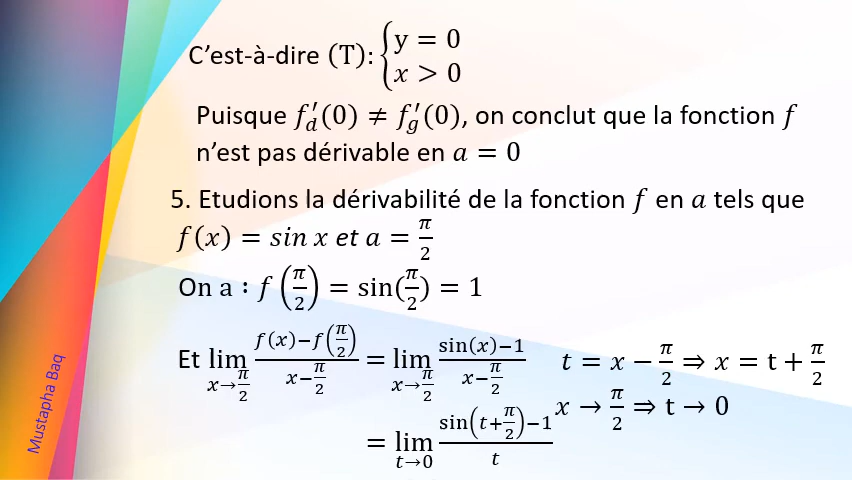 C'est-à-dire (T): {y = 0
x > 0
Puisque f'_d(0) ≠ f'_g(0), on conclut que la fonction f
n'est pas dérivable en a = 0
5. Etudions la dérivabilité de la fonction f en a tels que
f(x) = sin x et a = π/2
On a : f(π/2) = sin(π/2) = 1
Et lim_{x→π/2} (f(x)−f(π/2))/(x−π/2) = lim_{x→π/2} (sin(x)−1)/(x−π/2) t = x − π/2 ⇒ x = t + π/2
x → π/2 ⇒ t → 0
= lim_{t→0} (sin(t+π/2)−1)/t
Mustapha Baq